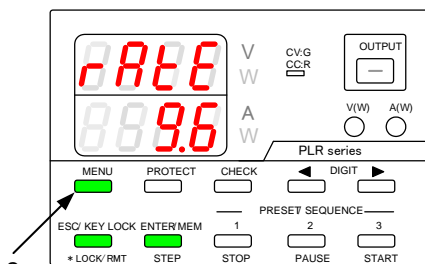 rAtE V W
9.6 A W
CV:G
CC:R
OUTPUT
V(W) A(W)
PLR series
MENU PROTECT CHECK DIGIT
PRESET/ SEQUENCE
ESC/ KEY LOCK ENTER/MEM 1 2 3
* LOCK/ RMT STEP STOP PAUSE START